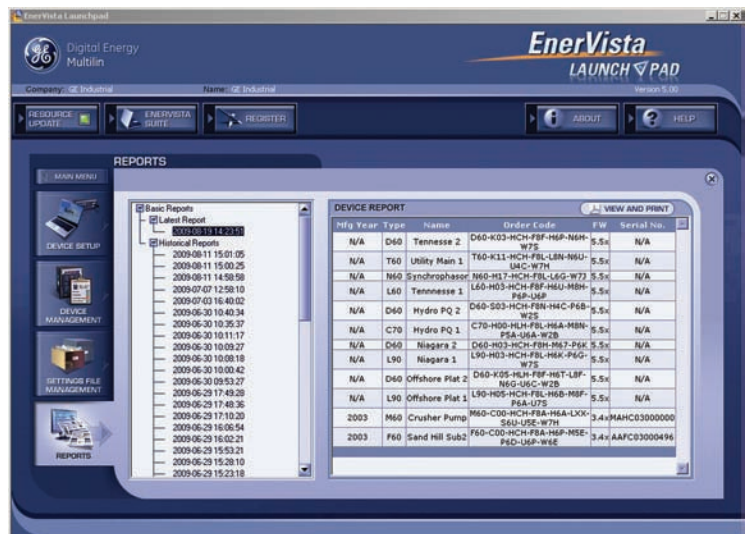 EnerVista Launchpad
Digital Energy
Multilin
EnerVista
LAUNCH PAD
Company: GE Industrial
Name: GE Industrial
Version 5.00
RESOURCE UPDATE
ENERVISTA SUITE
REGISTER
ABOUT
HELP
REPORTS
MAIN MENU
DEVICE SETUP
DEVICE MANAGEMENT
SETTINGS FILE MANAGEMENT
REPORTS
Basic Reports
Latest Report
2009-08-19 14:23:51
Historical Reports
2009-08-11 15:01:05
2009-08-11 15:00:25
2009-08-11 14:58:58
2009-07-07 12:58:10
2009-07-03 16:40:02
2009-06-30 10:40:34
2009-06-30 10:35:37
2009-06-30 10:11:17
2009-06-30 10:09:27
2009-06-30 10:08:18
2009-06-30 10:00:42
2009-06-30 09:53:27
2009-06-29 17:49:28
2009-06-29 17:48:36
2009-06-29 17:10:20
2009-06-29 16:06:54
2009-06-29 16:02:21
2009-06-29 15:53:21
2009-06-29 15:28:10
2009-06-29 15:23:18
DEVICE REPORT
VIEW AND PRINT
Mfg Year Type Name Order Code FW Serial No.
N/A D60 Tennesse 2 D60-K03-HCH-F8F-H6P-N6H-W7S 5.5x N/A
N/A T60 Utility Main 1 T60-K11-HCH-F8L-L8N-N6U-U4C-W7H 5.5x N/A
N/A N60 Synchrophasor N60-H17-HCH-F8L-L6G-W7J 5.5x N/A
N/A L60 Tennnesse 1 L60-H03-HCH-F8F-H6U-M8H-P6P-U6P 5.5x N/A
N/A D60 Hydro PQ 2 D60-S03-HCH-F8N-H4C-P6B-W2S 5.5x N/A
N/A C70 Hydro PQ 1 C70-H00-HLH-F8L-H6A-M8N-P5A-U6A-W2B 5.5x N/A
N/A D60 Niagara 2 D60-H03-HCH-F8H-M67-P6K 5.5x N/A
N/A L90 Niagara 1 L90-H03-HCL-F8L-H6K-P6G-W7S 5.5x N/A
N/A D60 Offshore Plat 2 D60-K05-HLH-F8F-H6T-L8F-N6G-U6C-W2B 5.5x N/A
N/A L90 Offshore Plat 1 L90-H05-HCH-F8L-H6B-M8F-P6A-U7S 5.5x N/A
2003 M60 Crusher Pump M60-C00-HCH-F8A-H6A-LXX-S6U-U5E-W7H 3.4x MAHC03000000
2003 F60 Sand Hill Sub2 F60-C00-HCH-F8A-H6P-M5E-P6D-U6P-W6E 3.4x AAFC03000496